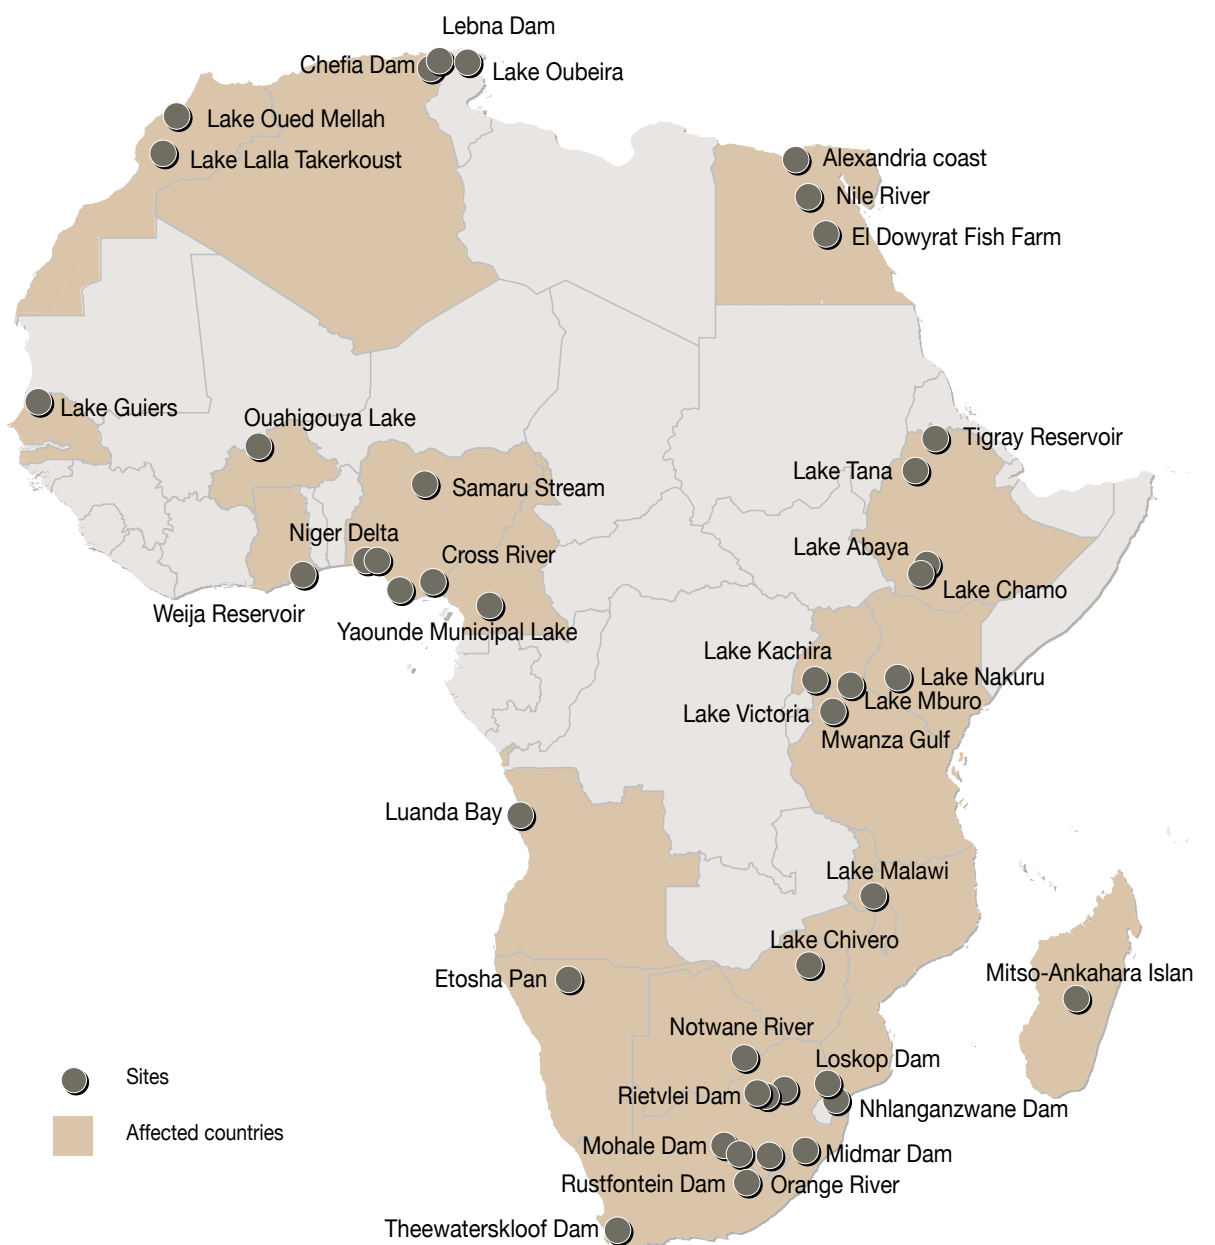 Lebna Dam
Chefia Dam
Lake Oubeira
Lake Oued Mellah
Lake Lalla Takerkoust
Alexandria coast
Nile River
El Dowyrat Fish Farm
Lake Guiers
Ouahigouya Lake
Tigray Reservoir
Lake Tana
Samaru Stream
Niger Delta
Cross River
Lake Abaya
Lake Chamo
Weija Reservoir
Yaounde Municipal Lake
Lake Kachira
Lake Nakuru
Lake Mburo
Lake Victoria
Mwanza Gulf
Luanda Bay
Lake Malawi
Lake Chivero
Etosha Pan
Mitso-Ankahara Islan
Notwane River
Loskop Dam
Rietvlei Dam
Nhlanganzwane Dam
Mohale Dam
Midmar Dam
Rustfontein Dam
Orange River
Theewaterskloof Dam
Sites
Affected countries